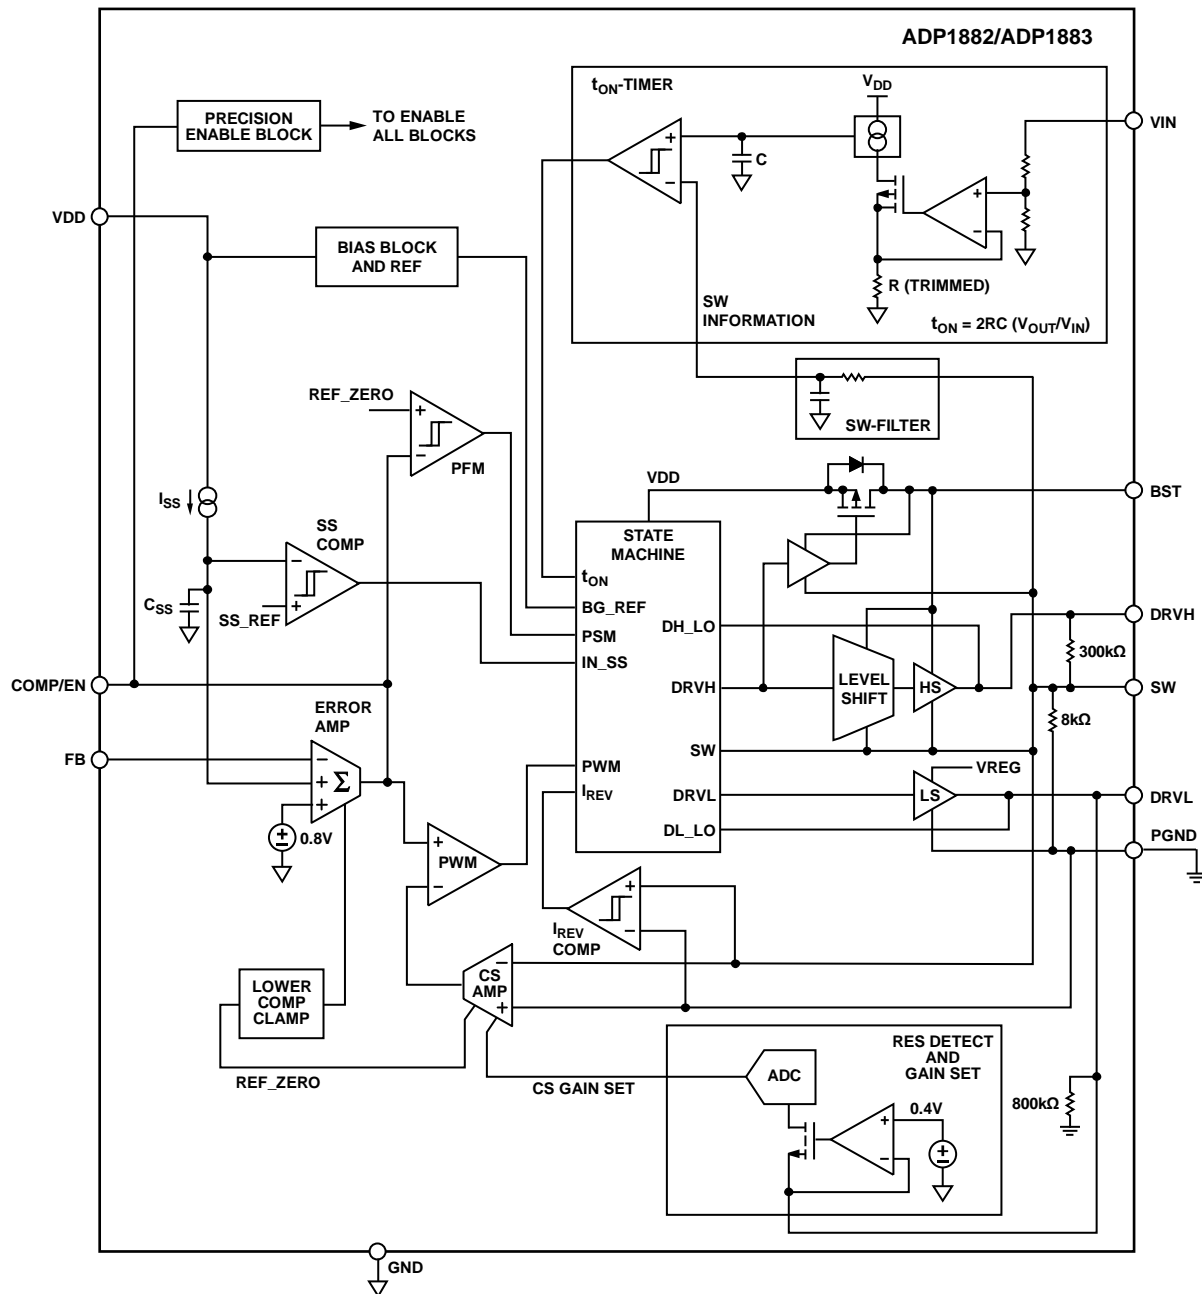 ADP1882/ADP1883
tON-TIMER
VDD
PRECISION
ENABLE BLOCK
TO ENABLE
ALL BLOCKS
VIN
+
−
C
+
−
VDD
BIAS BLOCK
AND REF
R (TRIMMED)
SW
INFORMATION
tON = 2RC (VOUT/VIN)
REF_ZERO
+
−
PFM
SW-FILTER
VDD
BST
ISS
SS
COMP
−
+
CSS
SS_REF
STATE
MACHINE
tON
BG_REF
PSM
IN_SS
DH_LO
DRVH
SW
PWM
IREV
DRVL
DL_LO
LEVEL
SHIFT
HS
DRVH
300kΩ
SW
8kΩ
COMP/EN
ERROR
AMP
FB
−
+
Σ
+
±
0.8V
VREG
LS
DRVL
PGND
+
PWM
−
+
−
IREV
COMP
−
CS
AMP
+
LOWER
COMP
CLAMP
REF_ZERO
CS GAIN SET
RES DETECT
AND
GAIN SET
ADC
0.4V
+
−
±
800kΩ
GND